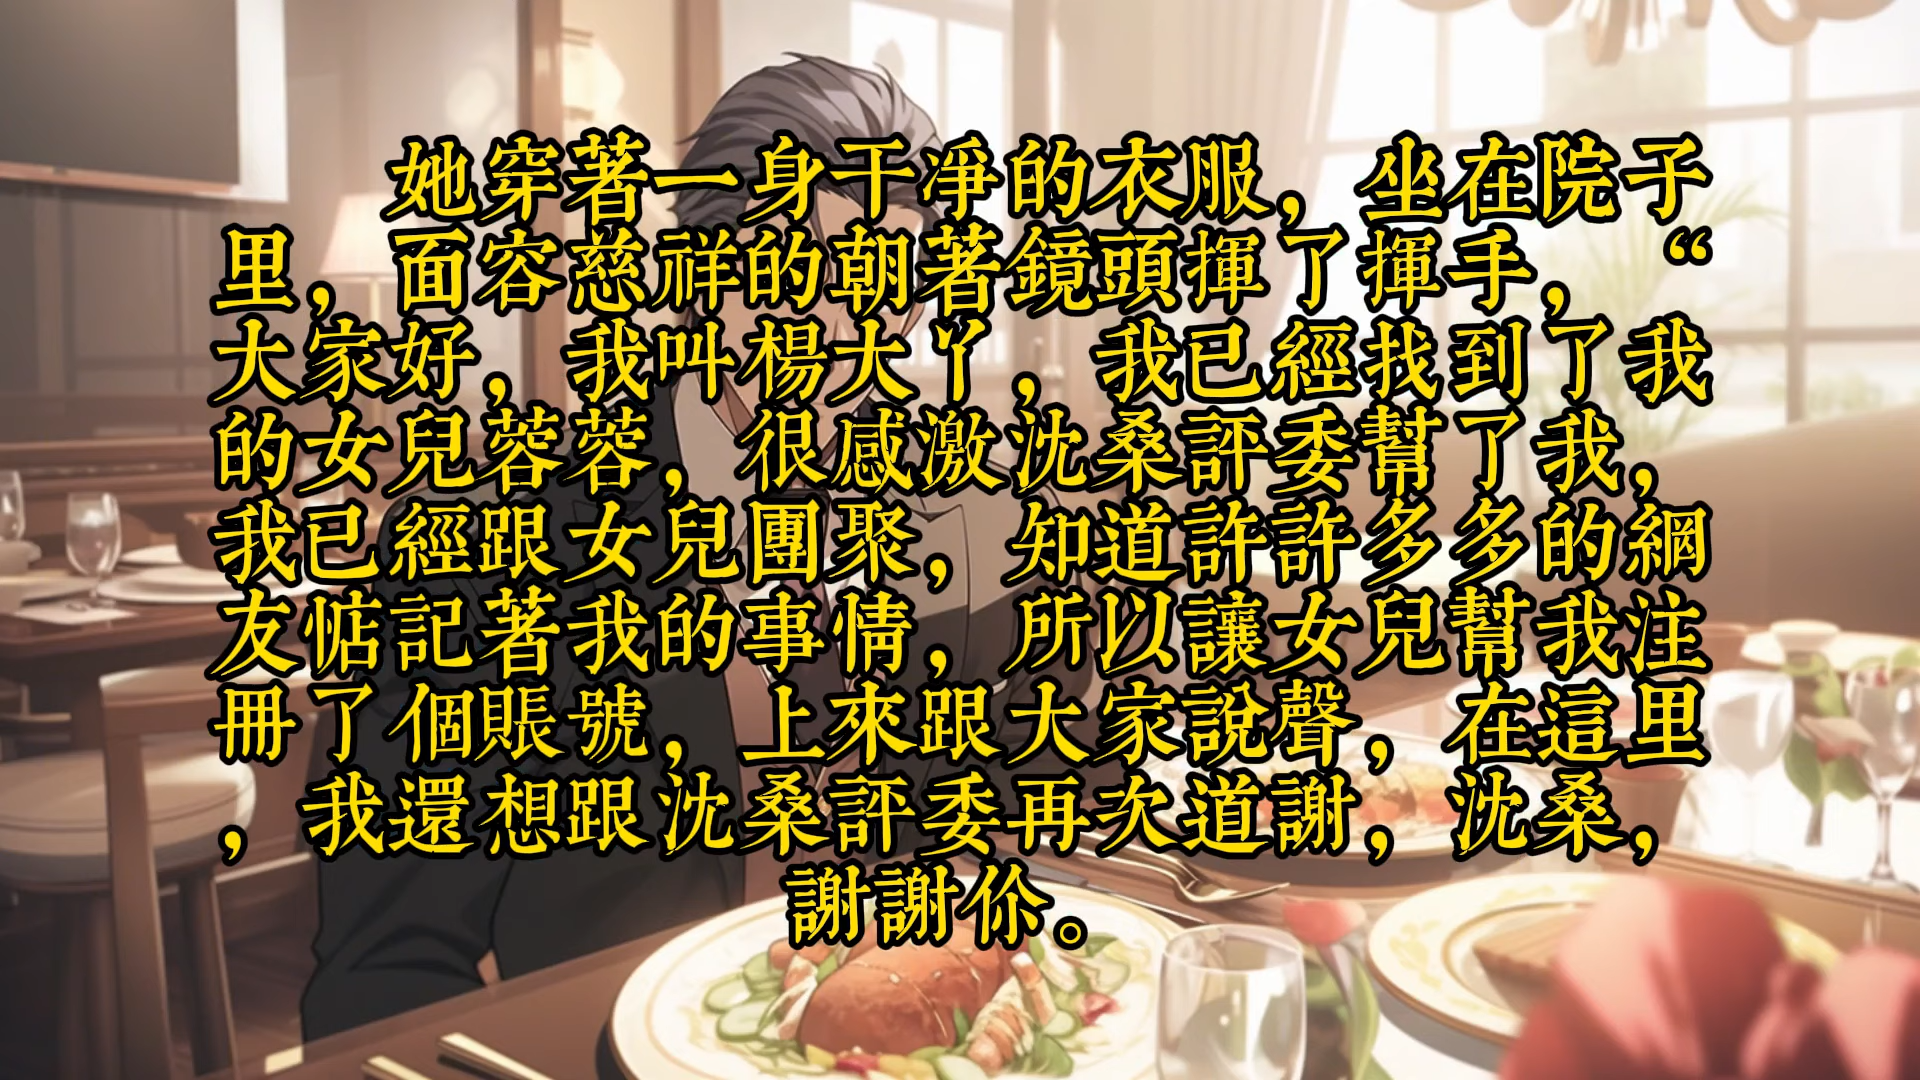 她穿著一身干凈的衣服，坐在院子
里，面容慈祥的朝著鏡頭揮了揮手，“
大家好，我叫楊大丫，我已經找到了我
的女兒蓉蓉，很感激沈桑評委幫了我，
我已經跟女兒團聚，知道許許多多的網
友惦記著我的事情，所以讓女兒幫我注
冊了個賬號，上來跟大家說聲，在這里
，我還想跟沈桑評委再次道謝，沈桑，
謝謝你。